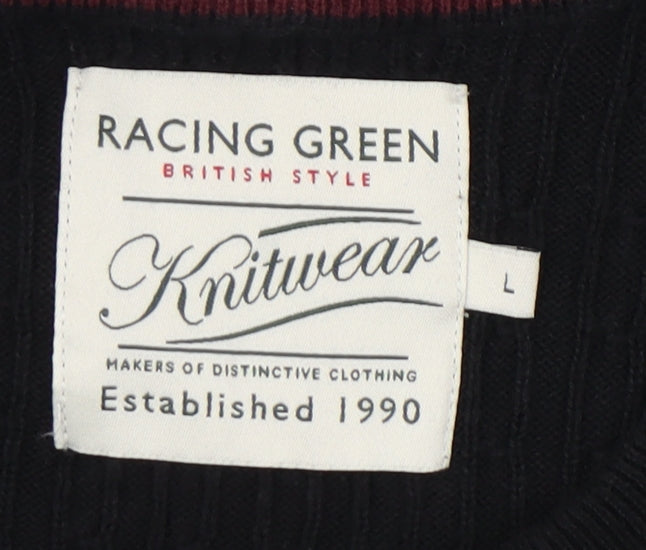 RACING GREEN
BRITISH STYLE
Knitwear
L
MAKERS OF DISTINCTIVE CLOTHING
Established 1990